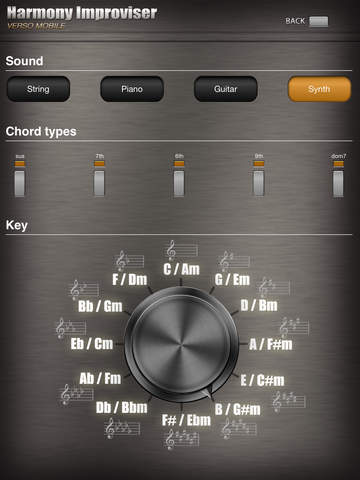 Harmony Improviser
VERSO MOBILE
BACK
Sound
String Piano Guitar Synth
Chord types
sus 7th 6th 9th dom7
Key
C / Am
F / Dm G / Em
Bb / Gm D / Bm
Eb / Cm A / F#m
Ab / Fm E / C#m
Db / Bbm B / G#m
F# / Ebm